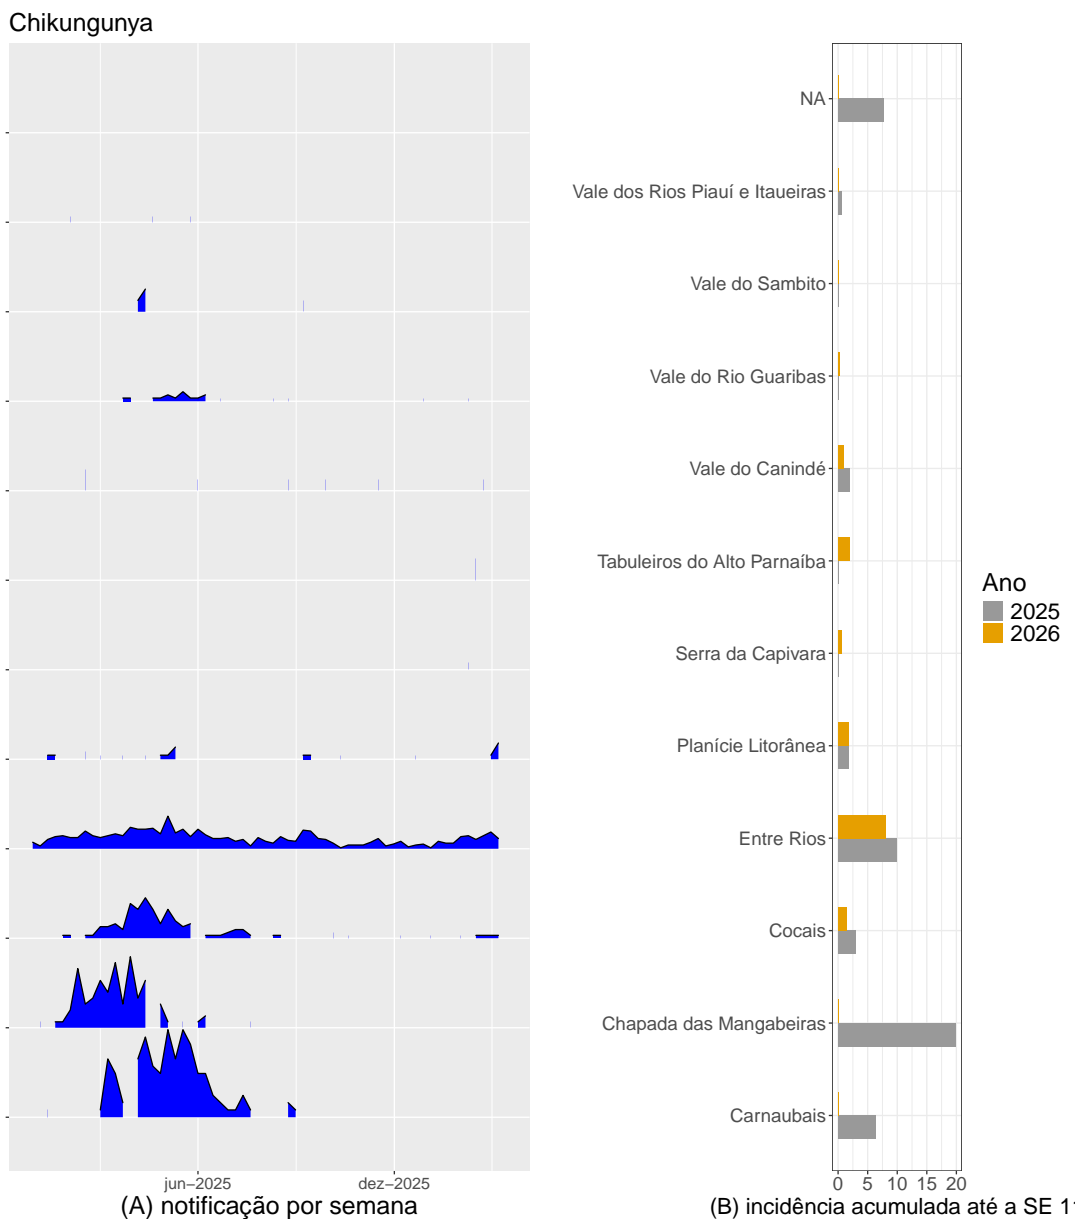 Chikungunya
NA
Vale dos Rios Piauí e Itaueiras
Vale do Sambito
Vale do Rio Guaribas
Vale do Canindé
Tabuleiros do Alto Parnaíba
Serra da Capivara
Planície Litorânea
Entre Rios
Cocais
Chapada das Mangabeiras
Carnaubais
Ano
2025
2026
jun–2025 dez–2025
0 5 10 15 20
(A) notificação por semana
(B) incidência acumulada até a SE 1